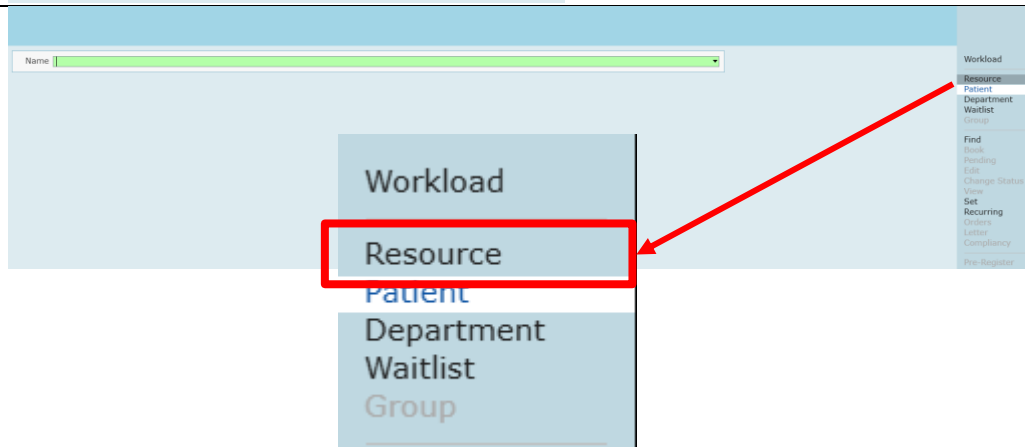 Name
Workload
Resource
Patient
Department
Waitlist
Group
Find
Book
Pending
Edit
Change Status
View
Set
Recurring
Orders
Letter
Compliancy
Pre-Register
Workload
Resource
Patient
Department
Waitlist
Group